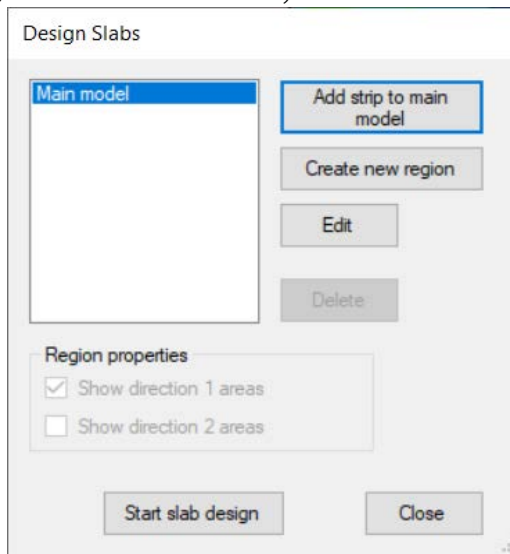 Design Slabs
Main model
Add strip to main
model
Create new region
Edit
Delete
Region properties
Show direction 1 areas
Show direction 2 areas
Start slab design
Close